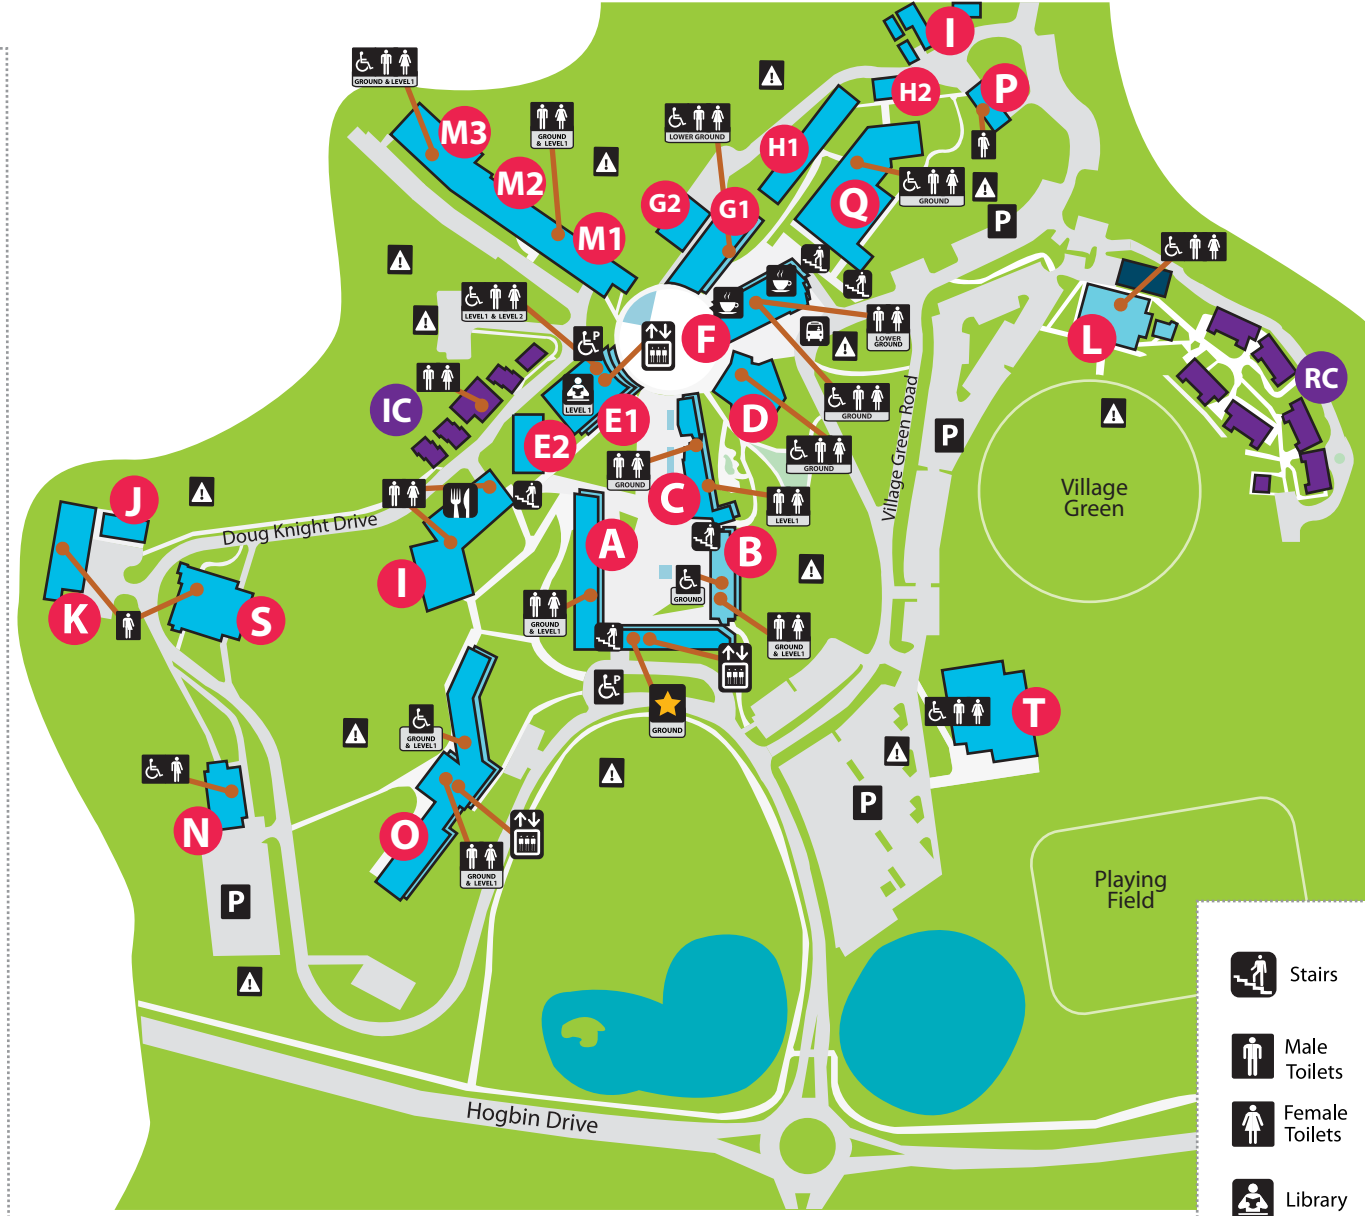 I
GROUND & LEVEL1
H2
P
M3
GROUND
& LEVEL1
LOWER GROUND
H1
M2
GROUND
G2
G1
Q
P
M1
LEVEL1 & LEVEL2
P
F
LOWER
GROUND
L
RC
IC
LEVEL 1
E1
D
GROUND
Village Green Road
P
E2
GROUND
GROUND
C
LEVEL1
Village
Green
J
Doug Knight Drive
A
B
I
GROUND
K
S
GROUND
& LEVEL1
GROUND
& LEVEL1
P
GROUND
T
GROUND
& LEVEL1
N
O
P
GROUND
& LEVEL1
P
Playing
Field
Stairs
Male
Toilets
Female
Toilets
Hogbin Drive
Library